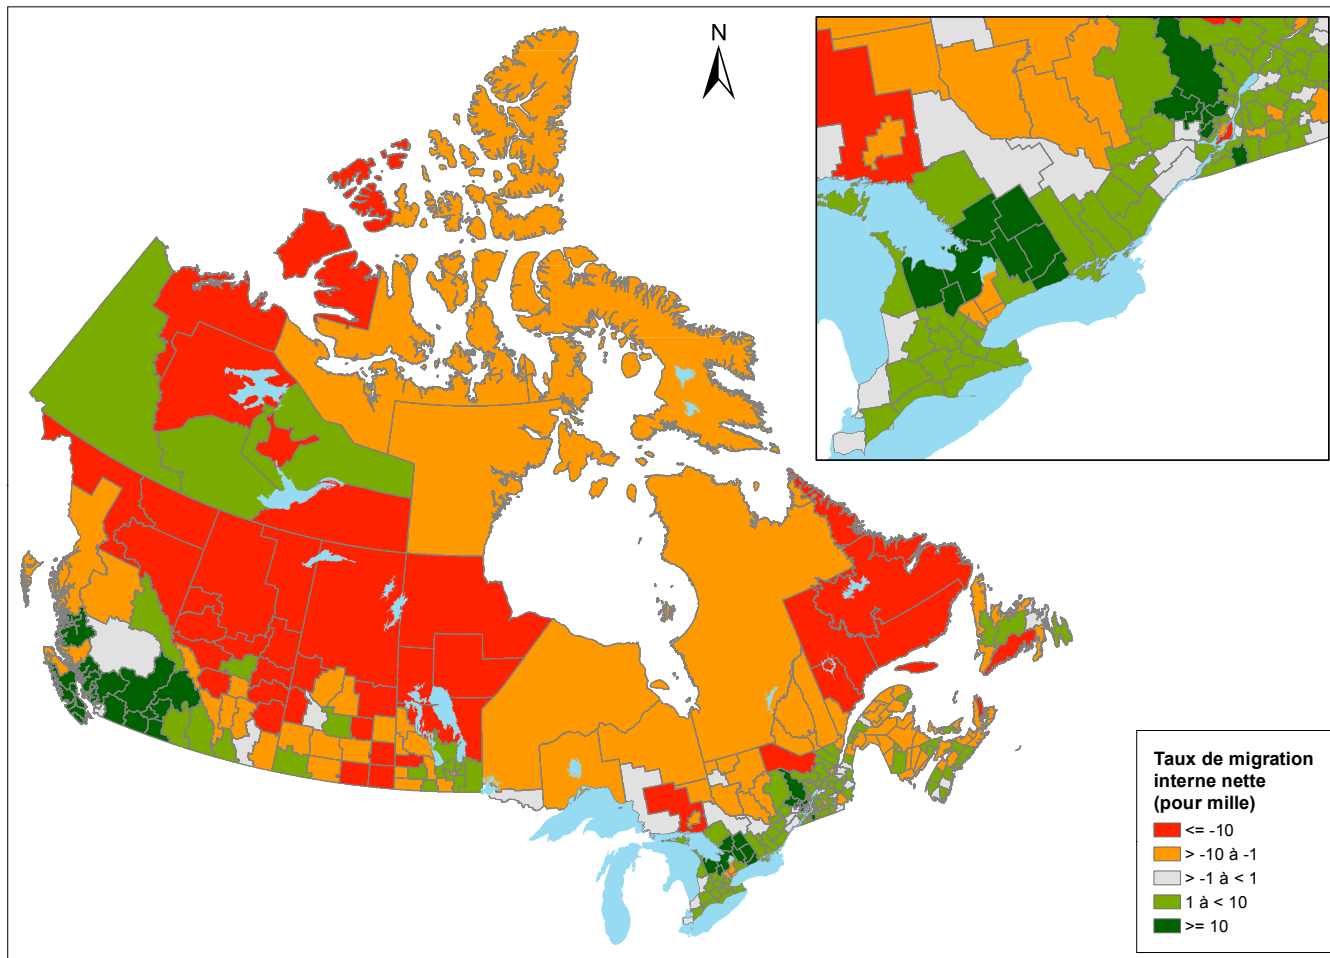 N
Taux de migration
interne nette
(pour mille)
<= -10
> -10 à -1
> -1 à < 1
1 à < 10
>= 10